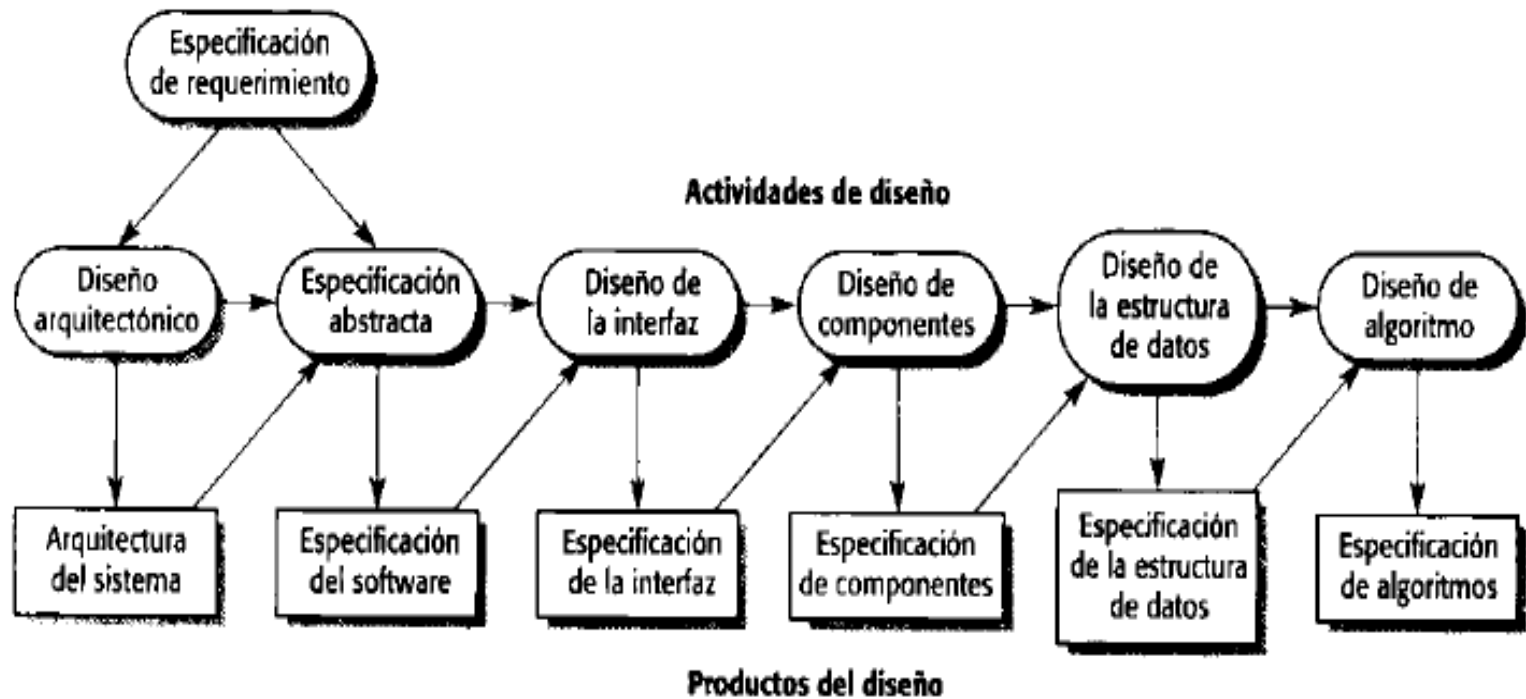 Especificación
de requerimiento
Actividades de diseño
Diseño
arquitectónico
Especificación
abstracta
Diseño de
la interfaz
Diseño de
componentes
Diseño de
la estructura
de datos
Diseño de
algoritmo
Arquitectura
del sistema
Especificación
del software
Especificación
de la interfaz
Especificación
de componentes
Especificación
de la estructura
de datos
Especificación
de algoritmos
Productos del diseño